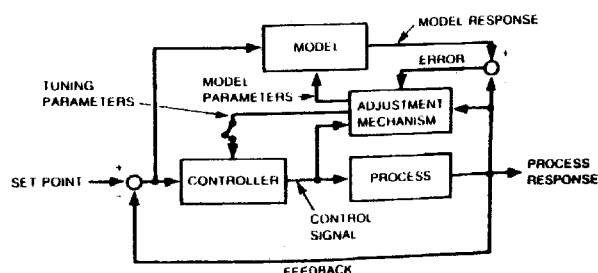 MODEL RESPONSE
MODEL
ERROR
+
TUNING
PARAMETERS
MODEL
PARAMETERS
ADJUSTMENT
MECHANISM
+
SET POINT
CONTROLLER
PROCESS
PROCESS
RESPONSE
CONTROL
SIGNAL
FEEDBACK